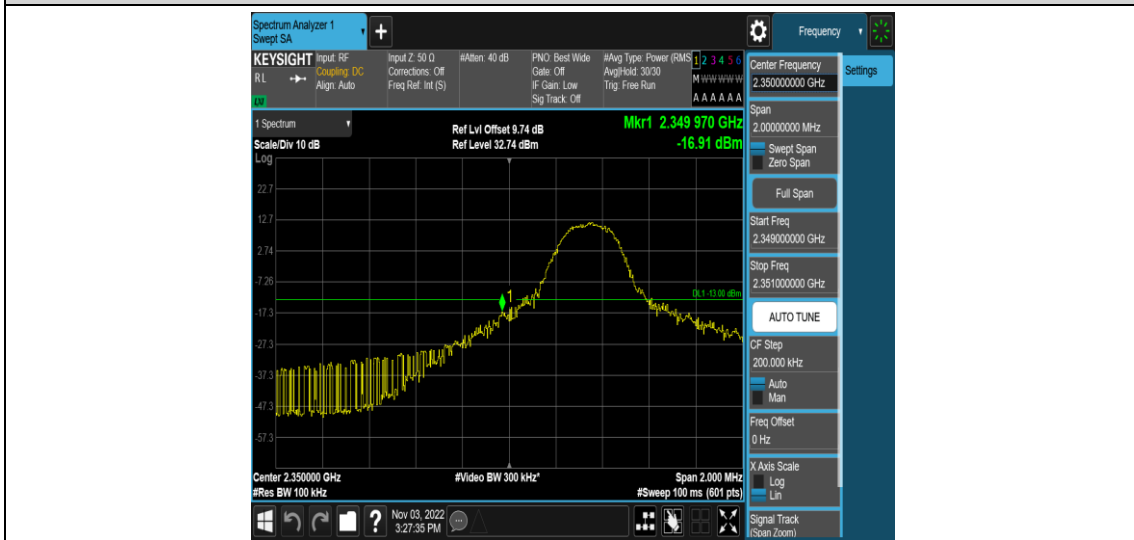 Spectrum Analyzer 1
Swept SA
+
Frequency
KEYSIGHT
RL
Input: RF
Coupling: DC
Align: Auto
Input Z: 50 Ω
Corrections: Off
Freq Ref: Int (S)
#Atten: 40 dB
PNO: Best Wide
Gate: Off
IF Gain: Low
Sig Track: Off
#Avg Type: Power (RMS
Avg|Hold: 30/30
Trig: Free Run
1 2 3 4 5 6
M W W W W W
A A A A A A
1 Spectrum
Scale/Div 10 dB
Log
Ref Lvl Offset 9.74 dB
Ref Level 32.74 dBm
Mkr1 2.349 970 GHz
-16.91 dBm
22.7
12.7
2.74
-7.26
-17.3
-27.3
-37.3
-47.3
-57.3
1
DL1 -13.00 dBm
Center 2.350000 GHz
#Res BW 100 kHz
#Video BW 300 kHz*
Span 2.000 MHz
#Sweep 100 ms (601 pts)
Center Frequency
2.350000000 GHz
Settings
Span
2.00000000 MHz
Swept Span
Zero Span
Full Span
Start Freq
2.349000000 GHz
Stop Freq
2.351000000 GHz
AUTO TUNE
CF Step
200.000 kHz
Auto
Man
Freq Offset
0 Hz
X Axis Scale
Log
Lin
Signal Track
(Span Zoom)
?
Nov 03, 2022
3:27:35 PM